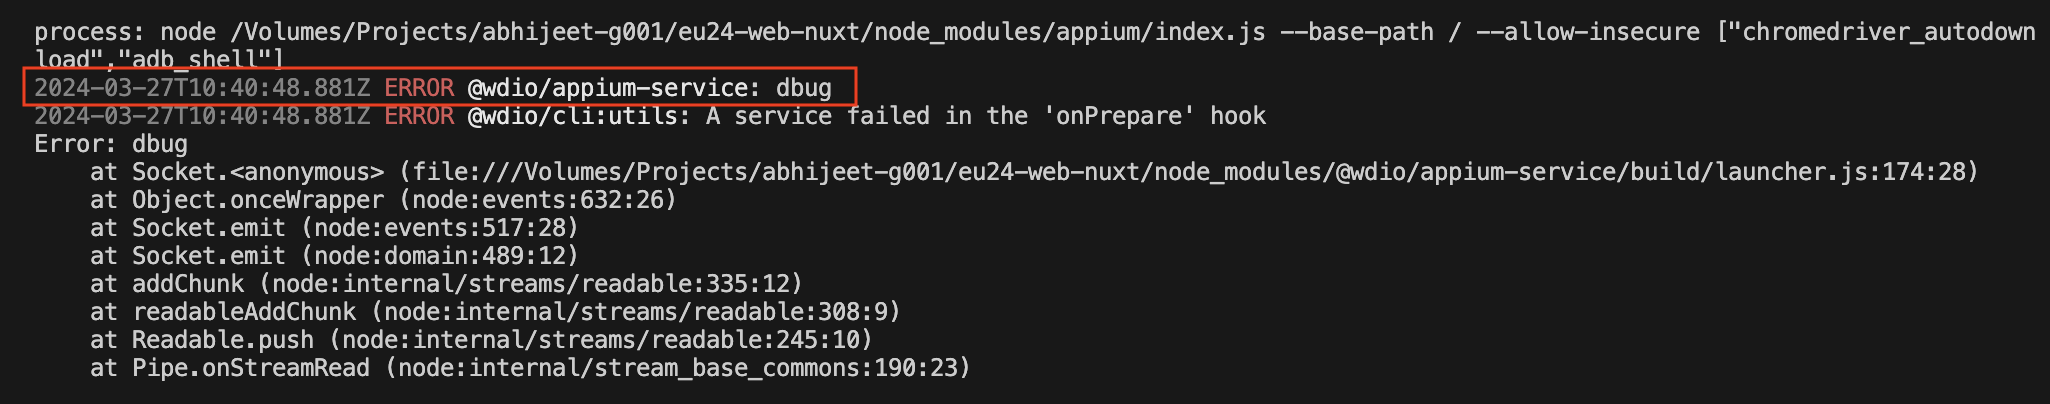 process: node /Volumes/Projects/abhijeet-g001/eu24-web-nuxt/node_modules/appium/index.js --base-path / --allow-insecure ["chromedriver_autodown
load","adb_shell"]
2024-03-27T10:40:48.881Z ERROR @wdio/appium-service: dbug
2024-03-27T10:40:48.881Z ERROR @wdio/cli:utils: A service failed in the 'onPrepare' hook
Error: dbug
    at Socket.<anonymous> (file:///Volumes/Projects/abhijeet-g001/eu24-web-nuxt/node_modules/@wdio/appium-service/build/launcher.js:174:28)
    at Object.onceWrapper (node:events:632:26)
    at Socket.emit (node:events:517:28)
    at Socket.emit (node:domain:489:12)
    at addChunk (node:internal/streams/readable:335:12)
    at readableAddChunk (node:internal/streams/readable:308:9)
    at Readable.push (node:internal/streams/readable:245:10)
    at Pipe.onStreamRead (node:internal/stream_base_commons:190:23)